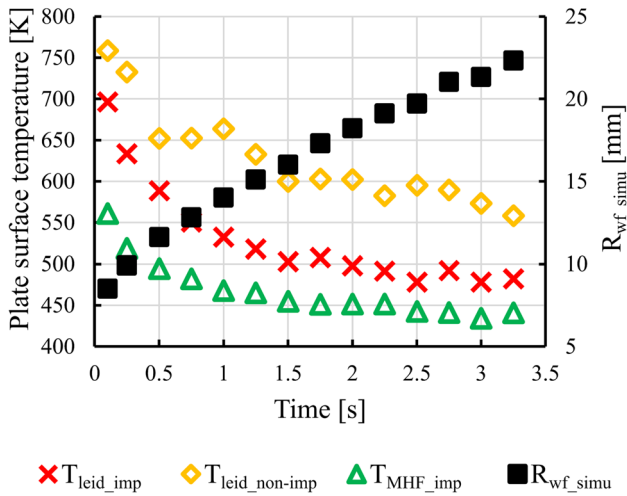 Plate surface temperature [K]
800
750
700
650
600
550
500
450
400
25
20
15
10
5
R_wf_simu [mm]
0 0.5 1 1.5 2 2.5 3 3.5
Time [s]
T_leid_imp T_leid_non-imp T_MHF_imp R_wf_simu